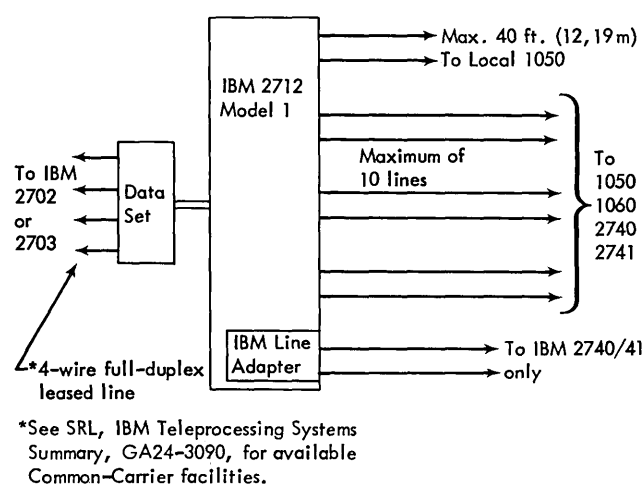 Max. 40 ft. (12,19m)
To Local 1050
IBM 2712
Model 1
Maximum of
10 lines
To
1050
1060
2740
2741
To IBM
2702
or
2703
Data
Set
IBM Line
Adapter
To IBM 2740/41
only
*4-wire full-duplex
leased line
*See SRL, IBM Teleprocessing Systems
Summary, GA24-3090, for available
Common-Carrier facilities.